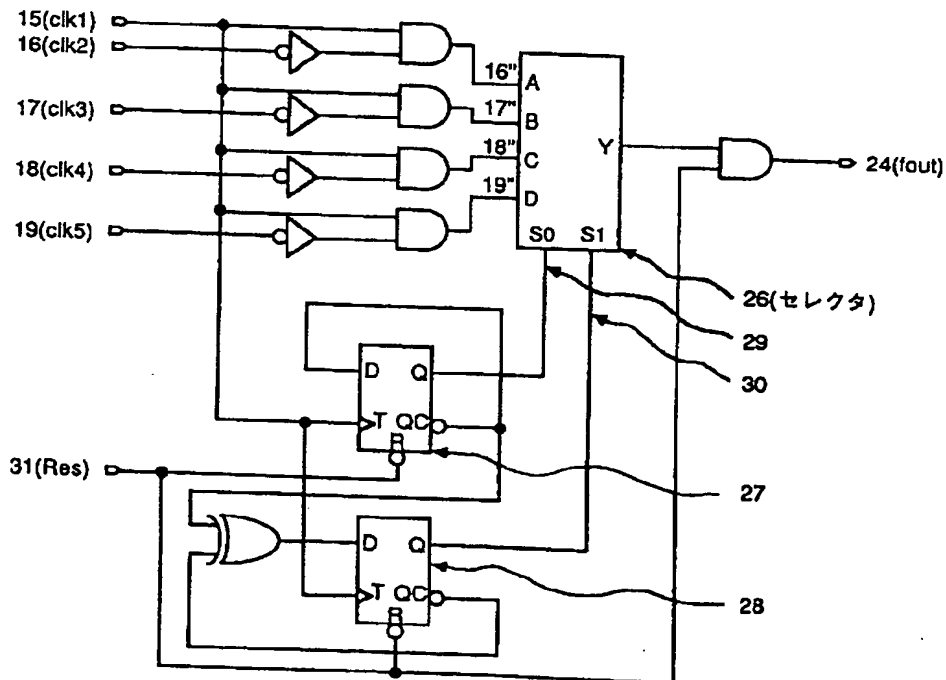 15(clk1)
16(clk2)
17(clk3)
18(clk4)
19(clk5)
16"
17"
18"
19"
A
B
C
D
Y
S0 S1
24(fout)
26(セレクタ)
29
30
D Q
T QC
R
27
31(Res)
D Q
T QC
R
28